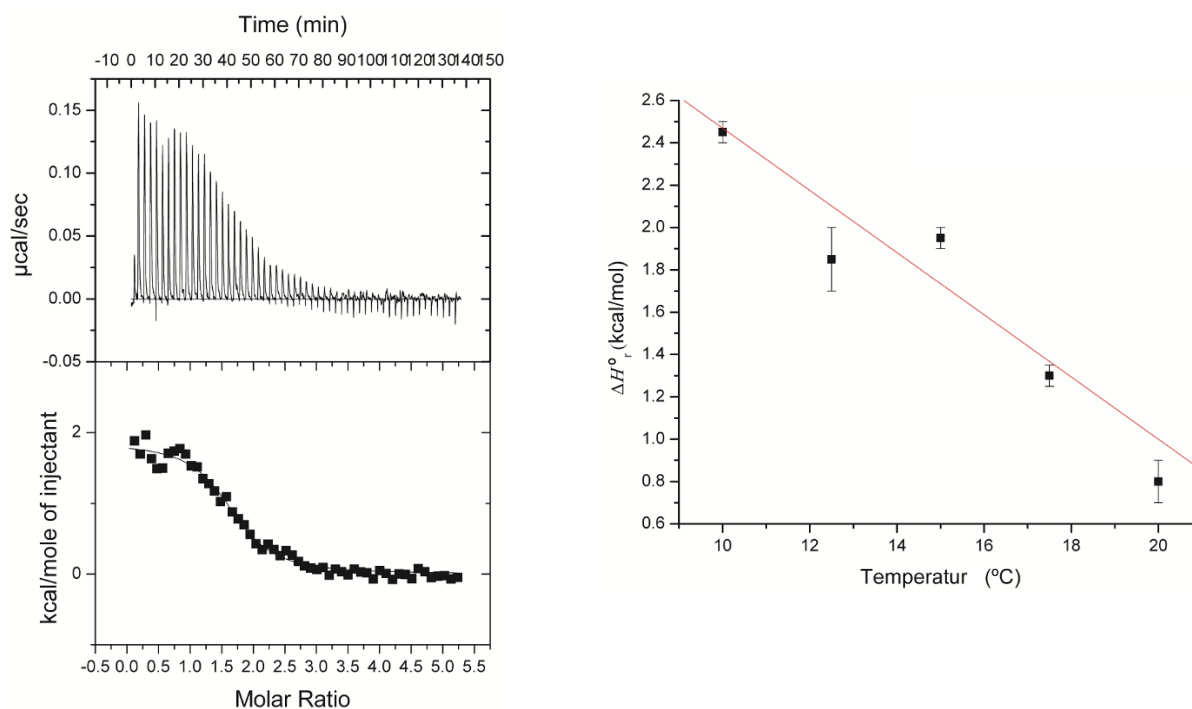 Time (min)
-10 0 10 20 30 40 50 60 70 80 90 100 110 120 130 140 150
0.15
0.10
0.05
0.00
-0.05
µcal/sec
2
0
kcal/mole of injectant
-0.5 0.0 0.5 1.0 1.5 2.0 2.5 3.0 3.5 4.0 4.5 5.0 5.5
Molar Ratio
2.6
2.4
2.2
2.0
1.8
1.6
1.4
1.2
1.0
0.8
0.6
ΔH°r (kcal/mol)
10 12 14 16 18 20
Temperatur (ºC)